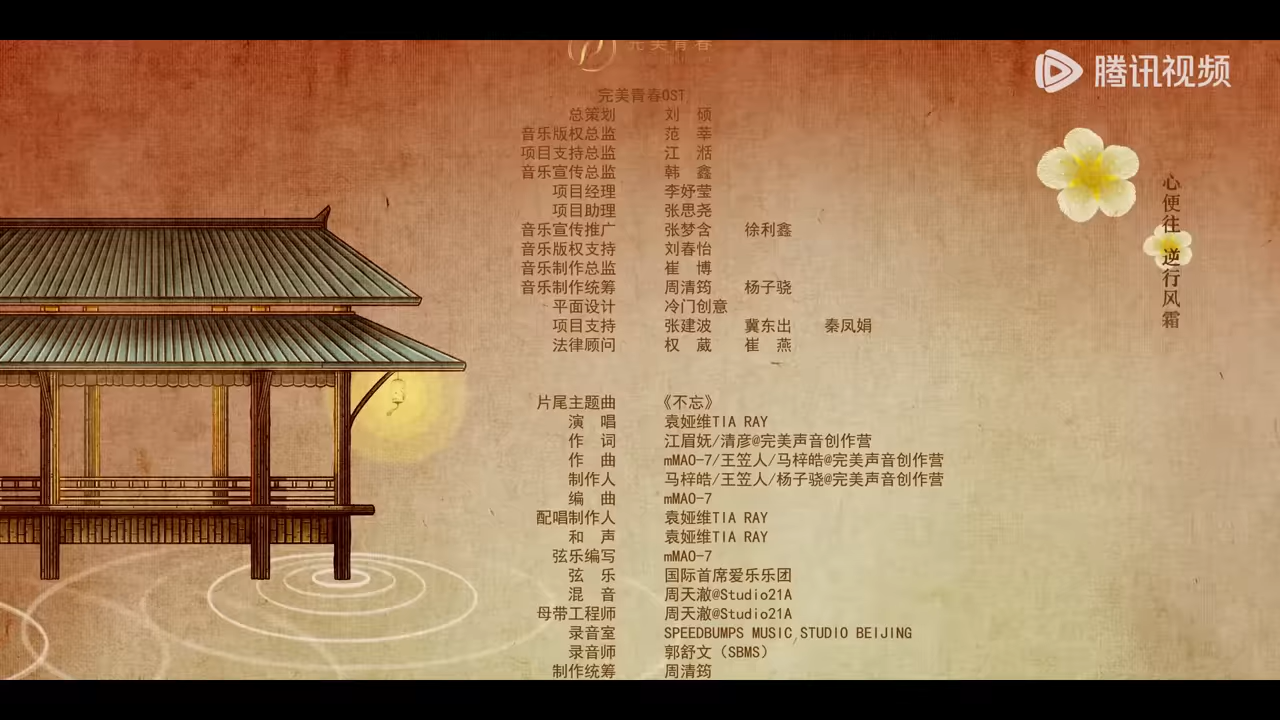 完美青春
腾讯视频
完美青春OST
总策划 刘 硕
音乐版权总监 范 莘
项目支持总监 江 湉
音乐宣传总监 韩 鑫
项目经理 李妤莹
项目助理 张思尧
音乐宣传推广 张梦含 徐利鑫
音乐版权支持 刘春怡
音乐制作总监 崔 博
音乐制作统筹 周清筠 杨子骁
平面设计 冷门创意
项目支持 张建波 冀东出 秦凤娟
法律顾问 权 葳 崔 燕
片尾主题曲 《不忘》
演 唱 袁娅维TIA RAY
作 词 江眉妩/清彦@完美声音创作营
作 曲 mMAO-7/王笠人/马梓皓@完美声音创作营
制作人 马梓皓/王笠人/杨子骁@完美声音创作营
编 曲 mMAO-7
配唱制作人 袁娅维TIA RAY
和 声 袁娅维TIA RAY
弦乐编写 mMAO-7
弦 乐 国际首席爱乐乐团
混 音 周天澈@Studio21A
母带工程师 周天澈@Studio21A
录音室 SPEEDBUMPS MUSIC STUDIO BEIJING
录音师 郭舒文（SBMS）
制作统筹 周清筠
心便往 逆行风霜